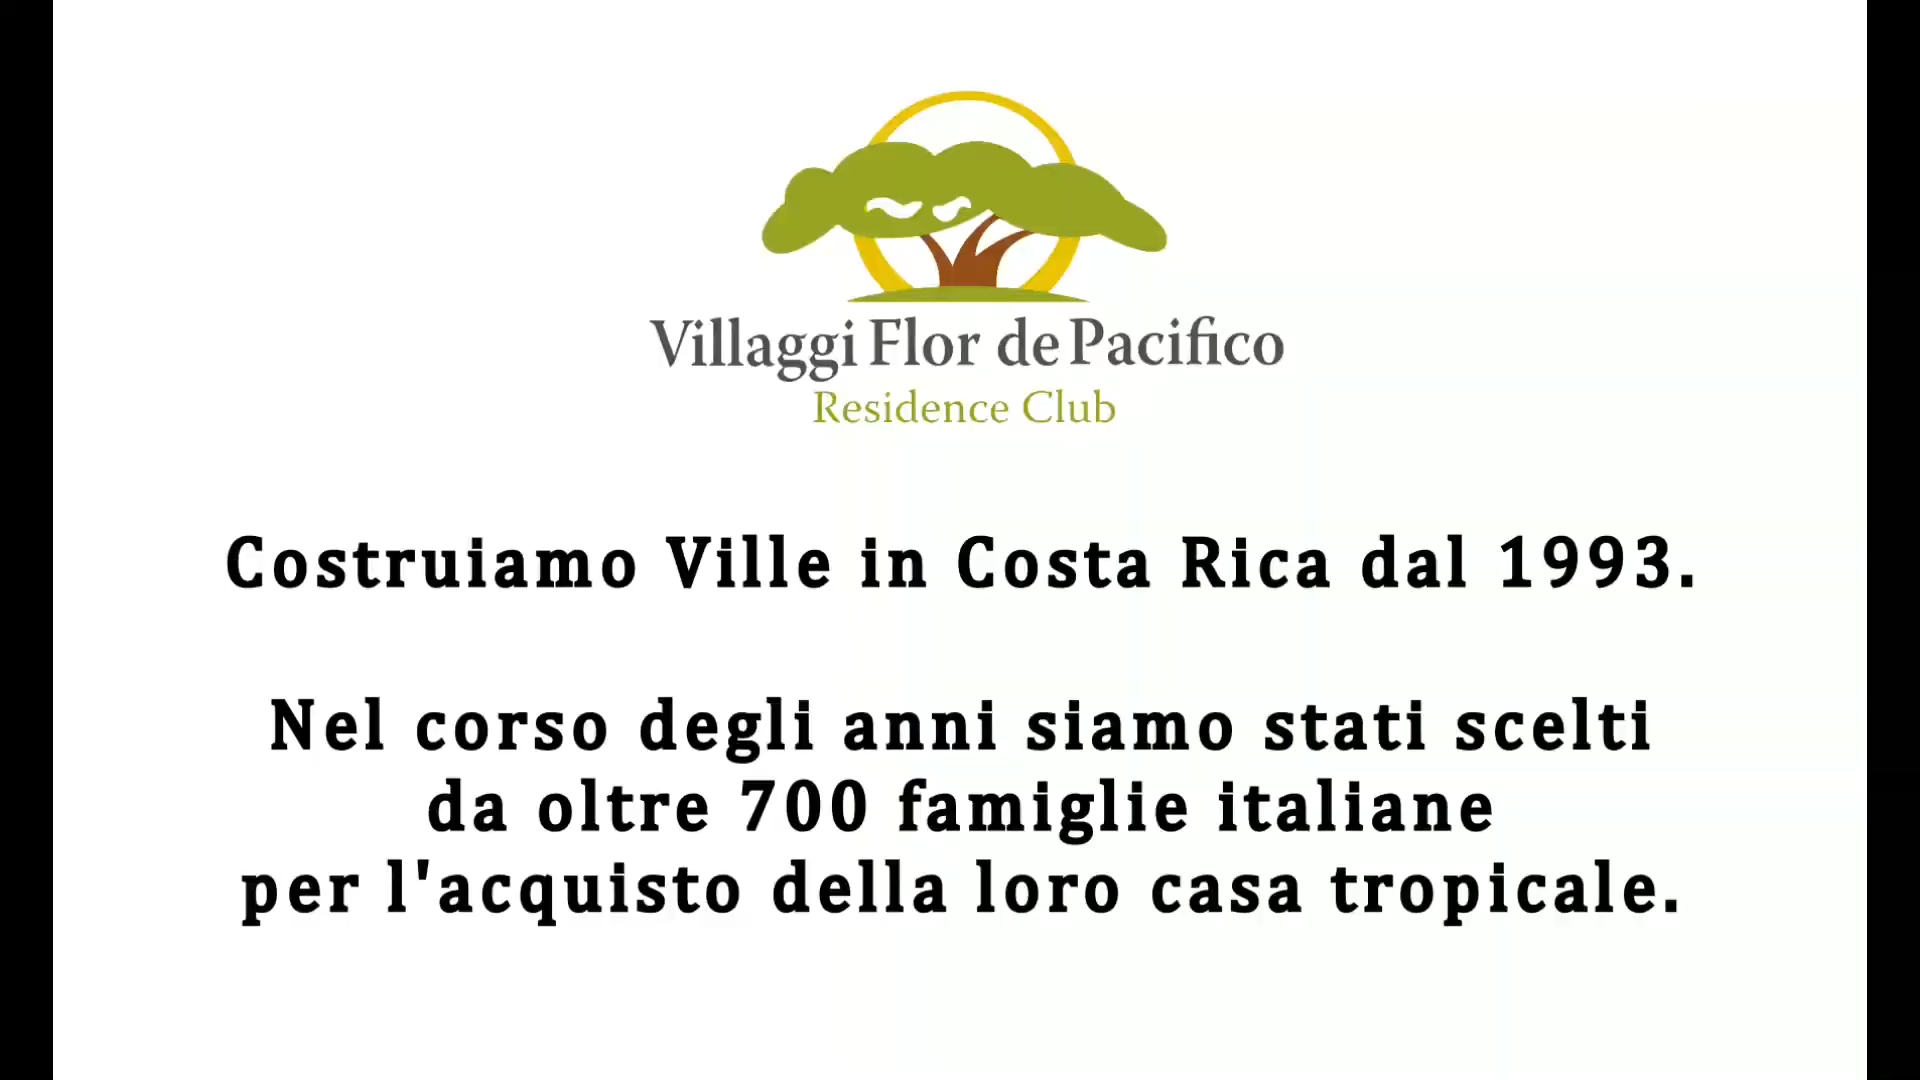 Villaggi Flor de Pacifico
Residence Club
Costruiamo Ville in Costa Rica dal 1993.
Nel corso degli anni siamo stati scelti
da oltre 700 famiglie italiane
per l'acquisto della loro casa tropicale.